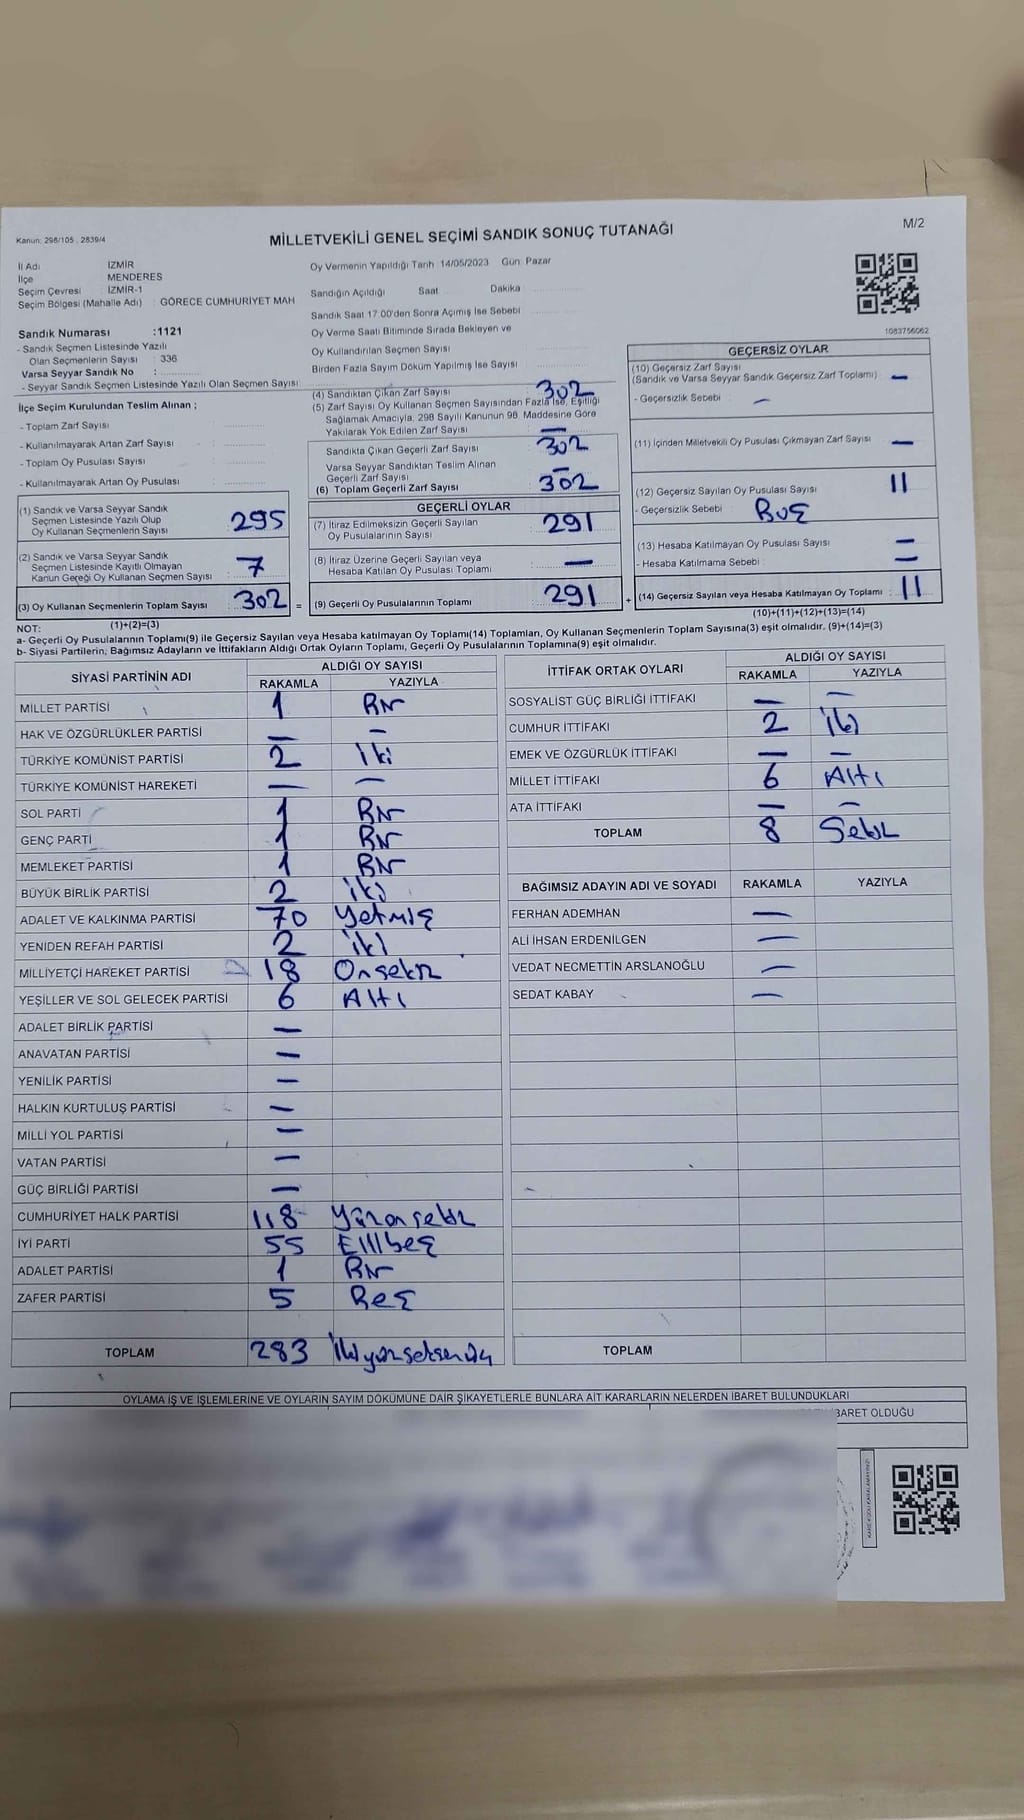 Kanun: 298/105 , 2839/4
MİLLETVEKİLİ GENEL SEÇİMİ SANDIK SONUÇ TUTANAĞI
M/2
İl Adı İZMİR
İlçe MENDERES
Seçim Çevresi İZMİR-1
Seçim Bölgesi (Mahalle Adı) : GÖRECE CUMHURİYET MAH
Sandık Numarası :1121
- Sandık Seçmen Listesinde Yazılı
Olan Seçmenlerin Sayısı : 336
Varsa Seyyar Sandık No :
- Seyyar Sandık Seçmen Listesinde Yazılı Olan Seçmen Sayısı :
Oy Vermenin Yapıldığı Tarih :14/05/2023 Gün: Pazar
Sandığın Açıldığı Saat Dakika
Sandık Saat 17.00'den Sonra Açımış İse Sebebi
Oy Verme Saati Bitiminde Sırada Bekleyen ve
Oy Kullandırılan Seçmen Sayısı
Birden Fazla Sayım Döküm Yapılmış İse Sayısı
1083756062
İlçe Seçim Kurulundan Teslim Alınan ;
- Toplam Zarf Sayısı :
- Kullanılmayarak Artan Zarf Sayısı :
- Toplam Oy Pusulası Sayısı :
- Kullanılmayarak Artan Oy Pusulası :
(4) Sandıktan Çıkan Zarf Sayısı 302
(5) Zarf Sayısı Oy Kullanan Seçmen Sayısından Fazla İse, Eşitliği
Sağlamak Amacıyla, 298 Sayılı Kanunun 98. Maddesine Göre
Yakılarak Yok Edilen Zarf Sayısı —
Sandıkta Çıkan Geçerli Zarf Sayısı 302
Varsa Seyyar Sandıktan Teslim Alınan
Geçerli Zarf Sayısı —
(6) Toplam Geçerli Zarf Sayısı 302
GEÇERSİZ OYLAR
(10) Geçersiz Zarf Sayısı
(Sandık ve Varsa Seyyar Sandık Geçersiz Zarf Toplamı) —
- Geçersizlik Sebebi : —
(11) İçinden Milletvekili Oy Pusulası Çıkmayan Zarf Sayısı —
(12) Geçersiz Sayılan Oy Pusulası Sayısı 11
- Geçersizlik Sebebi :
(13) Hesaba Katılmayan Oy Pusulası Sayısı —
- Hesaba Katılmama Sebebi : —
(14) Geçersiz Sayılan veya Hesaba Katılmayan Oy Toplamı : 11
(10)+(11)+(12)+(13)=(14)
(1) Sandık ve Varsa Seyyar Sandık
Seçmen Listesinde Yazılı Olup
Oy Kullanan Seçmenlerin Sayısı : 295
(2) Sandık ve Varsa Seyyar Sandık
Seçmen Listesinde Kayıtlı Olmayan
Kanun Gereği Oy Kullanan Seçmen Sayısı : 7
(3) Oy Kullanan Seçmenlerin Toplam Sayısı : 302 =
(1)+(2)=(3)
GEÇERLİ OYLAR
(7) İtiraz Edilmeksizin Geçerli Sayılan
Oy Pusulalarının Sayısı 291
(8) İtiraz Üzerine Geçerli Sayılan veya
Hesaba Katılan Oy Pusulası Toplamı —
(9) Geçerli Oy Pusulalarının Toplamı 291 +
NOT:
a- Geçerli Oy Pusulalarının Toplamı(9) ile Geçersiz Sayılan veya Hesaba katılmayan Oy Toplamı(14) Toplamları, Oy Kullanan Seçmenlerin Toplam Sayısına(3) eşit olmalıdır. (9)+(14)=(3)
b- Siyasi Partilerin, Bağımsız Adayların ve İttifakların Aldığı Ortak Oyların Toplamı, Geçerli Oy Pusulalarının Toplamına(9) eşit olmalıdır.
SİYASİ PARTİNİN ADI ALDIĞI OY SAYISI
RAKAMLA YAZIYLA
MİLLET PARTİSİ 1 Bir
HAK VE ÖZGÜRLÜKLER PARTİSİ — —
TÜRKİYE KOMÜNİST PARTİSİ 2 İki
TÜRKİYE KOMÜNİST HAREKETİ — —
SOL PARTİ 1 Bir
GENÇ PARTİ 1 Bir
MEMLEKET PARTİSİ 1 Bir
BÜYÜK BİRLİK PARTİSİ 2 iki
ADALET VE KALKINMA PARTİSİ 70 Yetmiş
YENİDEN REFAH PARTİSİ 2 iki
MİLLİYETÇİ HAREKET PARTİSİ 18 Onsekiz
YEŞİLLER VE SOL GELECEK PARTİSİ 6 Altı
ADALET BİRLİK PARTİSİ —
ANAVATAN PARTİSİ —
YENİLİK PARTİSİ —
HALKIN KURTULUŞ PARTİSİ —
MİLLİ YOL PARTİSİ —
VATAN PARTİSİ —
GÜÇ BİRLİĞİ PARTİSİ —
CUMHURİYET HALK PARTİSİ 118 Yüzonsekiz
İYİ PARTİ 55 Ellibeş
ADALET PARTİSİ 1 Bir
ZAFER PARTİSİ 5 Beş
TOPLAM 283 İkiyüzseksenüç
İTTİFAK ORTAK OYLARI ALDIĞI OY SAYISI
RAKAMLA YAZIYLA
SOSYALİST GÜÇ BİRLİĞİ İTTİFAKI — —
CUMHUR İTTİFAKI 2 iki
EMEK VE ÖZGÜRLÜK İTTİFAKI — —
MİLLET İTTİFAKI 6 Altı
ATA İTTİFAKI — —
TOPLAM 8 Sekiz
BAĞIMSIZ ADAYIN ADI VE SOYADI RAKAMLA YAZIYLA
FERHAN ADEMHAN —
ALİ İHSAN ERDENİLGEN —
VEDAT NECMETTİN ARSLANOĞLU —
SEDAT KABAY —
TOPLAM
OYLAMA İŞ VE İŞLEMLERİNE VE OYLARIN SAYIM DÖKÜMÜNE DAİR ŞİKAYETLERLE BUNLARA AİT KARARLARIN NELERDEN İBARET BULUNDUKLARI
İBARET OLDUĞU